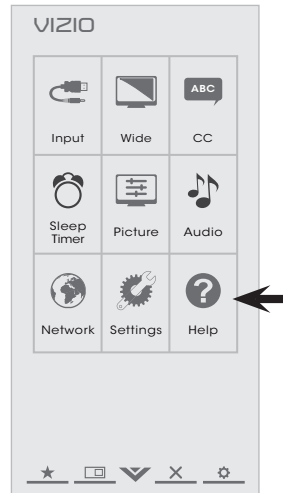 VIZIO
ABC
Input Wide CC
Sleep
Timer Picture Audio
?
Network Settings Help